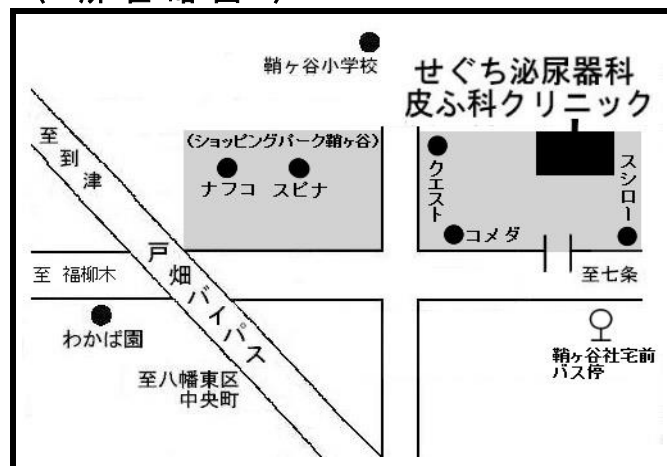 鞘ヶ谷小学校
せぐち泌尿器科
皮ふ科クリニック
(ショッピングパーク鞘ヶ谷)
ナフコ
スピナ
クエスト
コメダ
スシロー
至到津
戸畑バイパス
至 福柳木
至七条
わかば園
鞘ヶ谷社宅前
バス停
至八幡東区
中央町